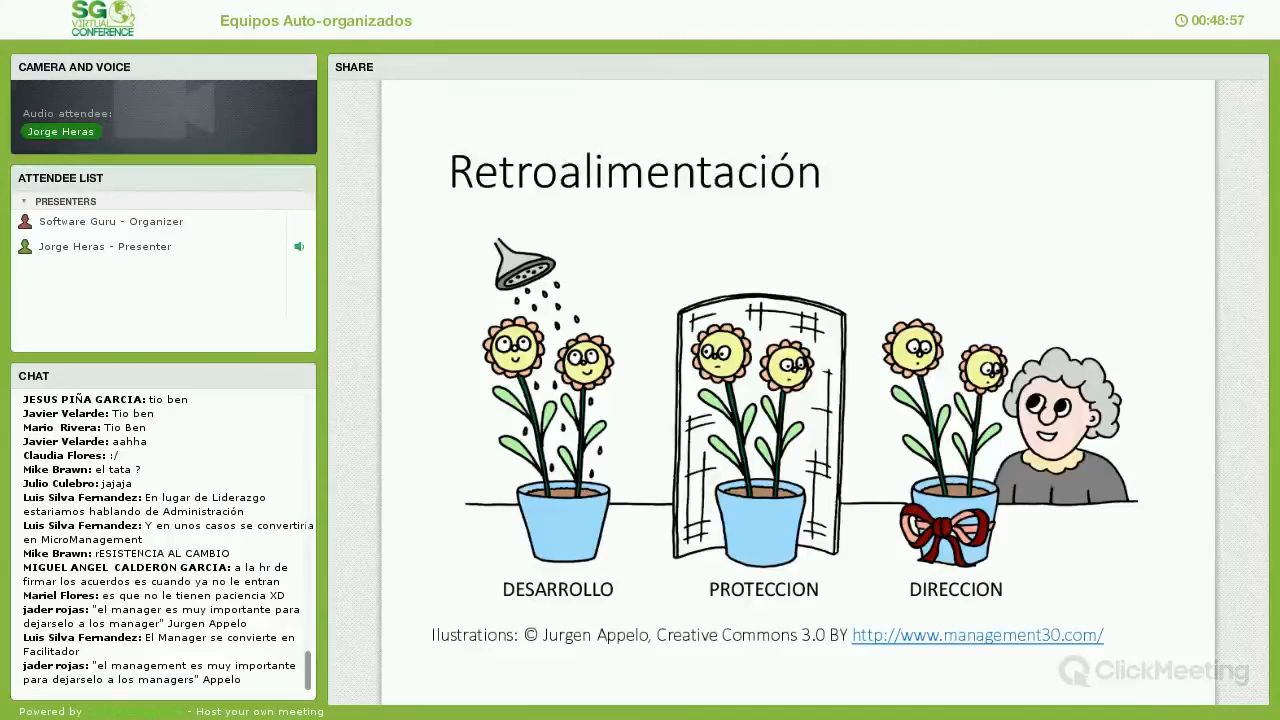 SG
VIRTUAL
CONFERENCE
Equipos Auto-organizados
00:48:57
CAMERA AND VOICE
Audio attendee:
Jorge Heras
ATTENDEE LIST
PRESENTERS
Software Guru - Organizer
Jorge Heras - Presenter
CHAT
JESUS PIÑA GARCIA: tio ben
Javier Velarde: Tio ben
Mario Rivera: Tio Ben
Javier Velarde: aahha
Claudia Flores: :/
Mike Brawn: el tata ?
Julio Culebro: jajaja
Luis Silva Fernandez: En lugar de Liderazgo
estariamos hablando de Administración
Luis Silva Fernandez: Y en unos casos se convertiria
en MicroManagement
Mike Brawn: rESISTENCIA AL CAMBIO
MIGUEL ANGEL CALDERON GARCIA: a la hr de
firmar los acuerdos es cuando ya no le entran
Mariel Flores: es que no le tienen paciencia XD
jader rojas: "el manager es muy importante para
dejarselo a los manager" Jurgen Appelo
Luis Silva Fernandez: El Manager se convierte en
Facilitador
jader rojas: "el management es muy importante
para dejarselo a los managers" Appelo
SHARE
Retroalimentación
DESARROLLO
PROTECCION
DIRECCION
Ilustrations: © Jurgen Appelo, Creative Commons 3.0 BY http://www.management30.com/
ClickMeeting
Powered by
- Host your own meeting